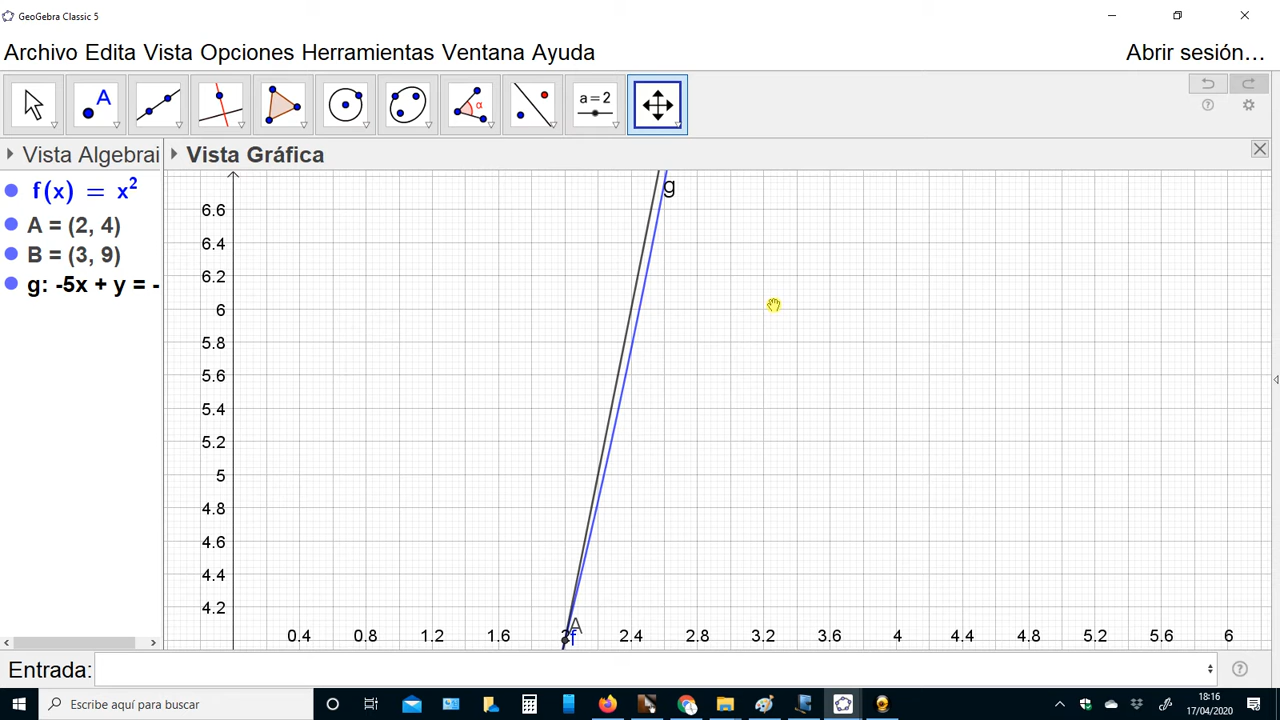 GeoGebra Classic 5
Archivo Edita Vista Opciones Herramientas Ventana Ayuda Abrir sesión...
A α a=2
Vista Algebrai Vista Gráfica
f(x) = x²
A = (2, 4)
B = (3, 9)
g: -5x + y = -
g
6.6
6.4
6.2
6
5.8
5.6
5.4
5.2
5
4.8
4.6
4.4
4.2
A
f
0.4 0.8 1.2 1.6 2 2.4 2.8 3.2 3.6 4 4.4 4.8 5.2 5.6 6
Entrada:
Escribe aquí para buscar
18:16
17/04/2020